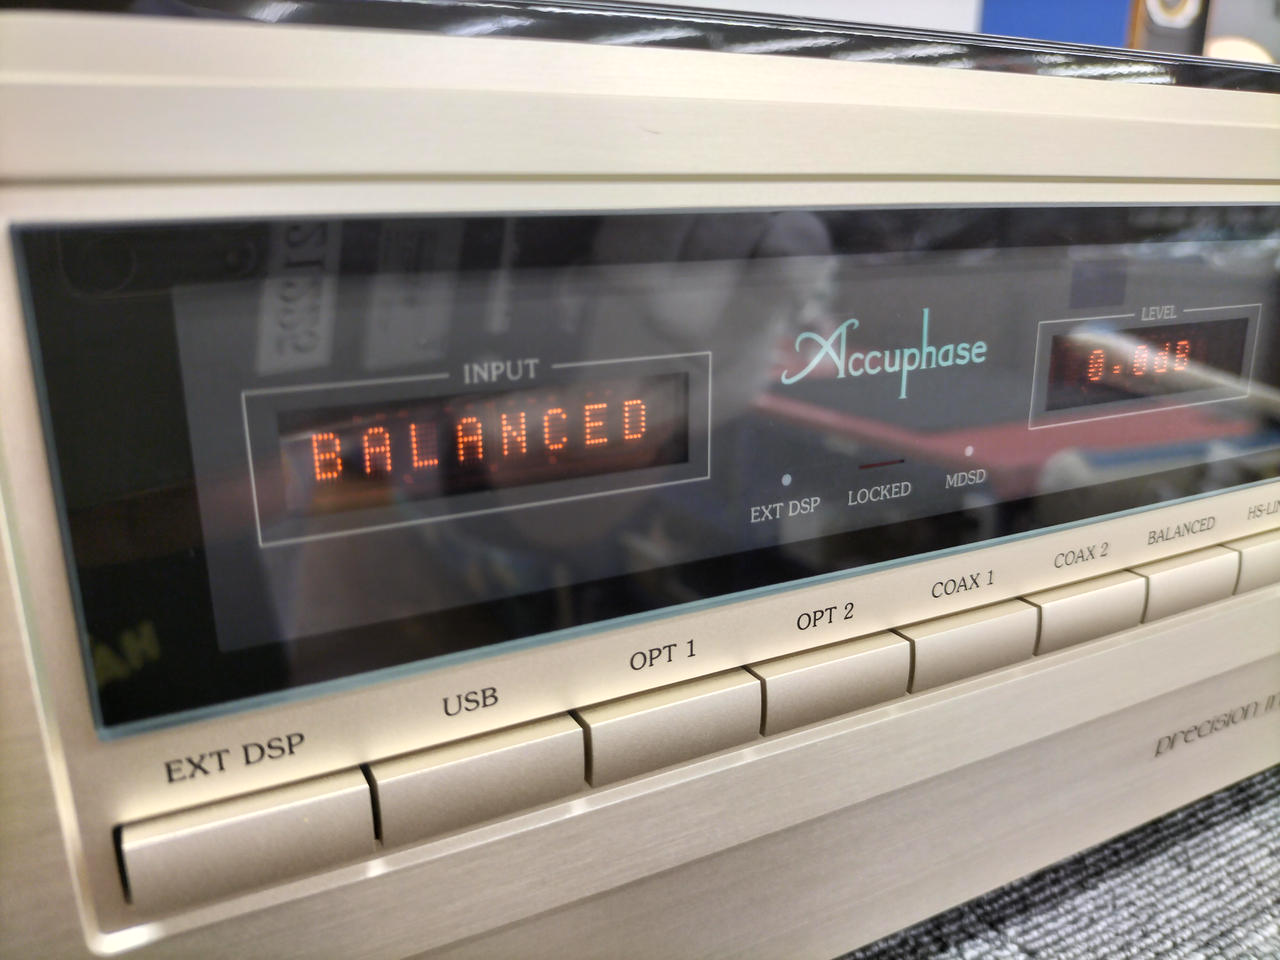 INPUT
BALANCED
Accuphase
LEVEL
0.0dB
EXT DSP
LOCKED
MDSD
EXT DSP
USB
OPT 1
OPT 2
COAX 1
COAX 2
BALANCED
precision